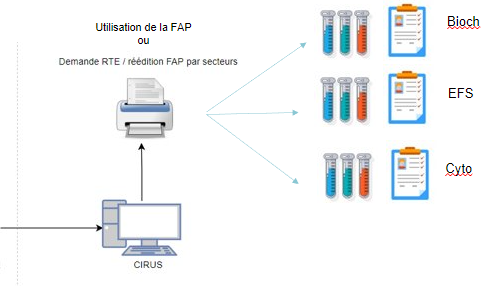 Utilisation de la FAP
ou
Demande RTE / réédition FAP par secteurs
Bioch
EFS
Cyto
CIRUS